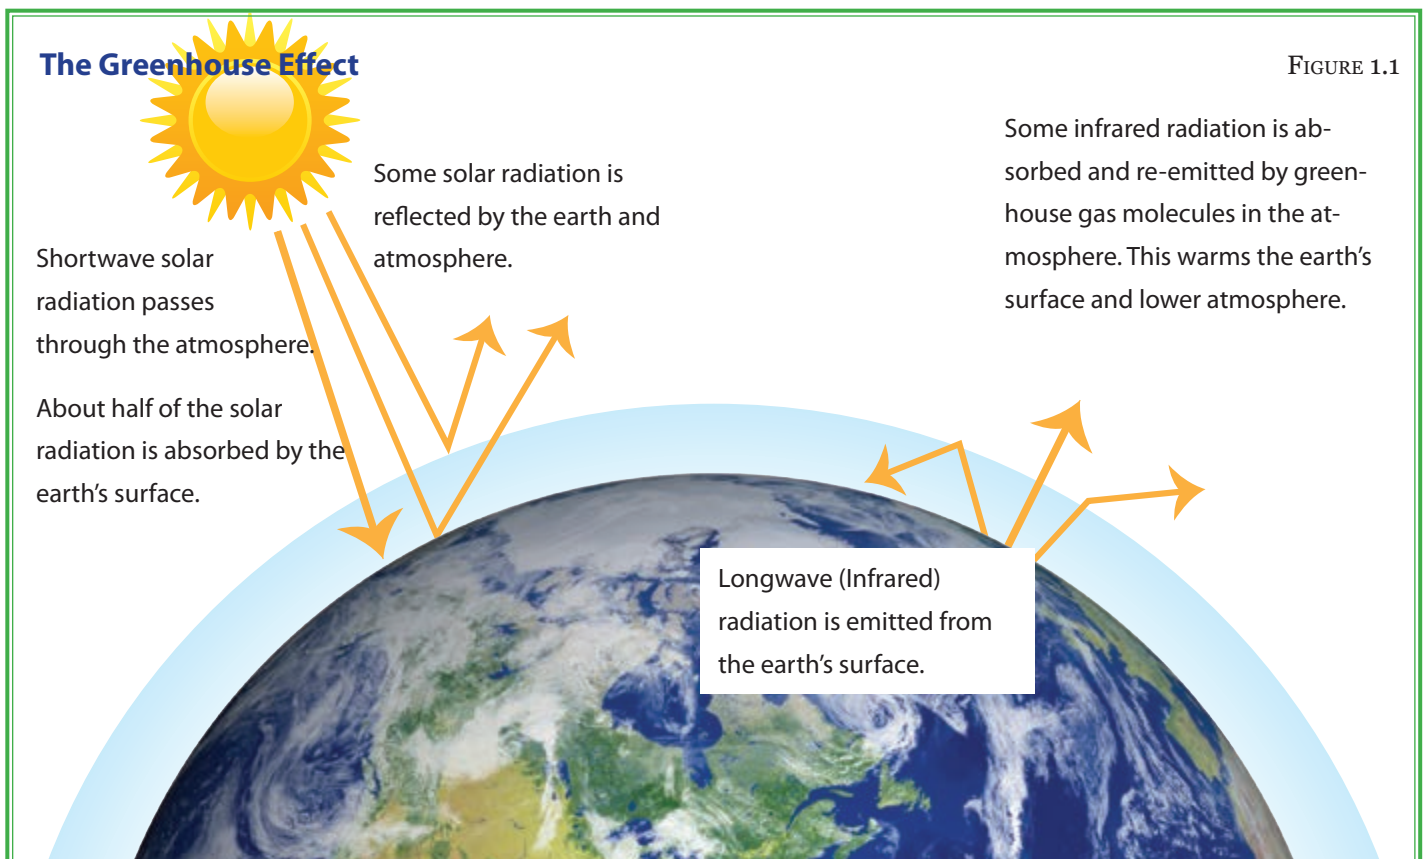 The Greenhouse Effect
FIGURE 1.1
Some infrared radiation is ab-
sorbed and re-emitted by green-
house gas molecules in the at-
mosphere. This warms the earth's
surface and lower atmosphere.
Some solar radiation is
reflected by the earth and
atmosphere.
Shortwave solar
radiation passes
through the atmosphere.
About half of the solar
radiation is absorbed by the
earth's surface.
Longwave (Infrared)
radiation is emitted from
the earth's surface.